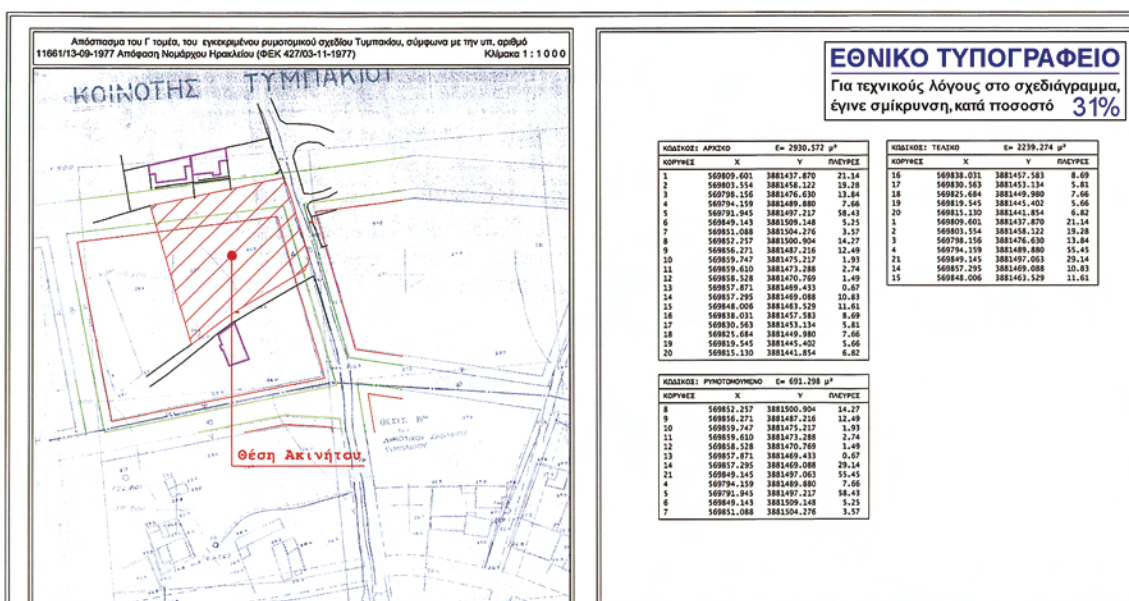 Απόσπασμα του Γ τομέα, του εγκεκριμένου ρυμοτομικού σχεδίου Τυμπακίου, σύμφωνα με την υπ. αριθμό
11661/13-09-1977 Απόφαση Νομάρχου Ηρακλείου (ΦΕΚ 427/03-11-1977) Κλίμακα 1 : 1 0 0 0
ΚΟΙΝΟΤΗΣ ΤΥΜΠΑΚΙΟΥ
Θέση Ακινήτου
ΕΘΝΙΚΟ ΤΥΠΟΓΡΑΦΕΙΟ
Για τεχνικούς λόγους στο σχεδιάγραμμα,
έγινε σμίκρυνση, κατά ποσοστό 31%
ΚΩΔΙΚΟΣ: ΑΡΧΙΚΟ Ε= 2930.572 μ²
ΚΟΡΥΦΕΣ X Y ΠΛΕΥΡΕΣ
1 569809.601 3881437.870 21.14
2 569803.554 3881458.122 19.28
3 569798.156 3881476.630 13.84
4 569794.159 3881489.880 7.66
5 569791.945 3881497.217 58.43
6 569849.143 3881509.148 5.25
7 569851.088 3881504.276 3.57
8 569852.257 3881500.904 14.27
9 569856.271 3881487.216 12.49
10 569859.747 3881475.217 1.93
11 569859.610 3881473.288 2.74
12 569858.528 3881470.769 1.49
13 569857.871 3881469.433 0.67
14 569857.295 3881469.088 10.83
15 569848.006 3881463.529 11.61
16 569838.031 3881457.583 8.69
17 569830.563 3881453.134 5.81
18 569825.684 3881449.980 7.66
19 569819.545 3881445.402 5.66
20 569815.130 3881441.854 6.82
ΚΩΔΙΚΟΣ: ΤΕΛΙΚΟ Ε= 2239.274 μ²
ΚΟΡΥΦΕΣ X Y ΠΛΕΥΡΕΣ
16 569838.031 3881457.583 8.69
17 569830.563 3881453.134 5.81
18 569825.684 3881449.980 7.66
19 569819.545 3881445.402 5.66
20 569815.130 3881441.854 6.82
1 569809.601 3881437.870 21.14
2 569803.554 3881458.122 19.28
3 569798.156 3881476.630 13.84
4 569794.159 3881489.880 55.45
21 569849.145 3881497.063 29.14
14 569857.295 3881469.088 10.83
15 569848.006 3881463.529 11.61
ΚΩΔΙΚΟΣ: ΡΥΜΟΤΟΜΟΥΜΕΝΟ Ε= 691.298 μ²
ΚΟΡΥΦΕΣ X Y ΠΛΕΥΡΕΣ
8 569852.257 3881500.904 14.27
9 569856.271 3881487.216 12.49
10 569859.747 3881475.217 1.93
11 569859.610 3881473.288 2.74
12 569858.528 3881470.769 1.49
13 569857.871 3881469.433 0.67
14 569857.295 3881469.088 29.14
21 569849.145 3881497.063 55.45
4 569794.159 3881489.880 7.66
5 569791.945 3881497.217 58.43
6 569849.143 3881509.148 5.25
7 569851.088 3881504.276 3.57